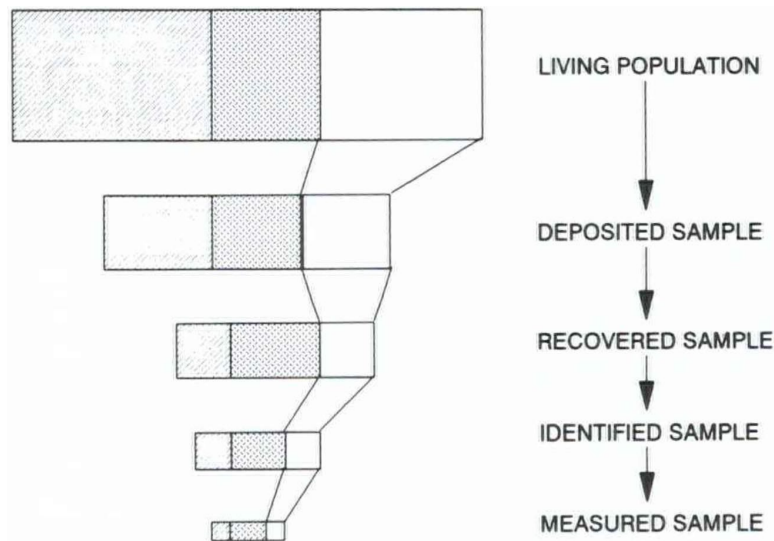 LIVING POPULATION
DEPOSITED SAMPLE
RECOVERED SAMPLE
IDENTIFIED SAMPLE
MEASURED SAMPLE